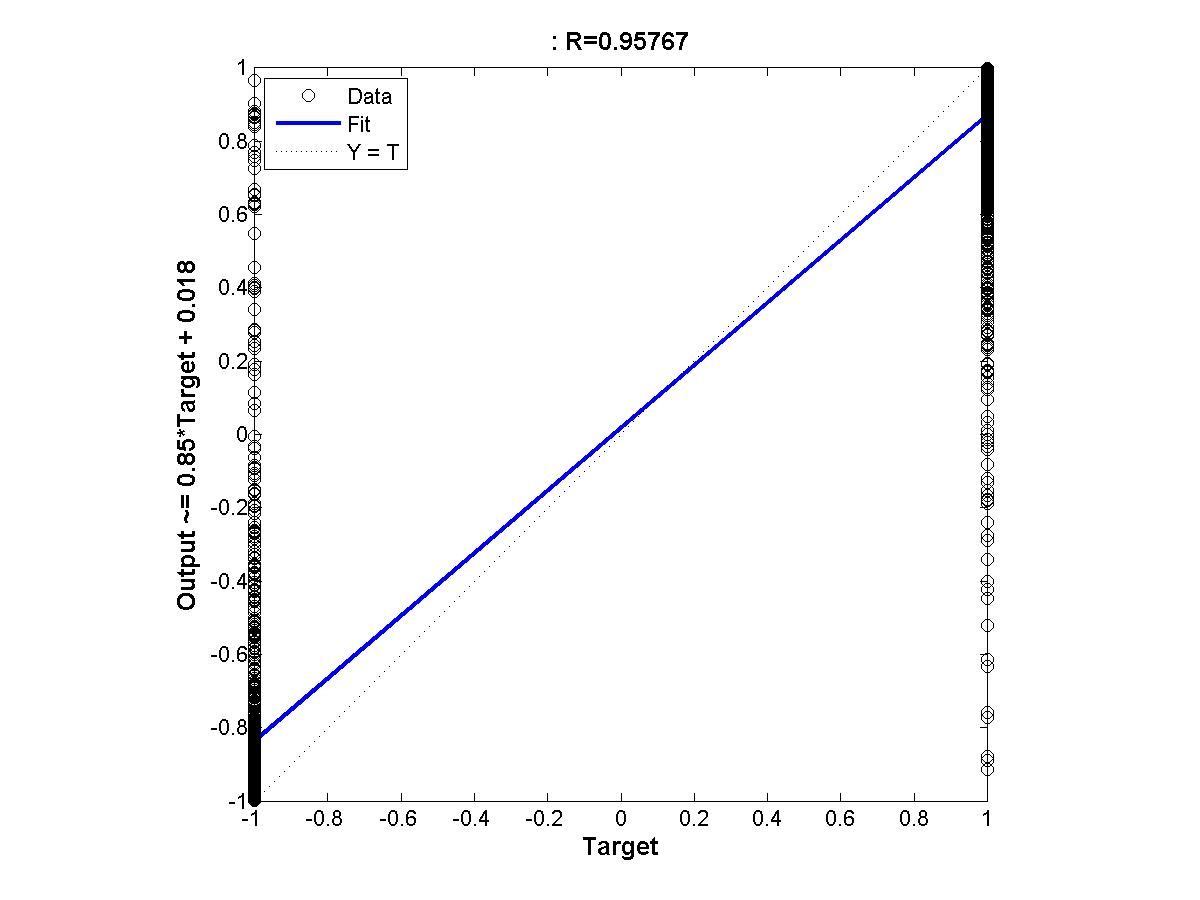 : R=0.95767
Data
Fit
Y = T
1
0.8
0.6
0.4
0.2
0
-0.2
-0.4
-0.6
-0.8
-1
Output ~= 0.85*Target + 0.018
-1 -0.8 -0.6 -0.4 -0.2 0 0.2 0.4 0.6 0.8 1
Target